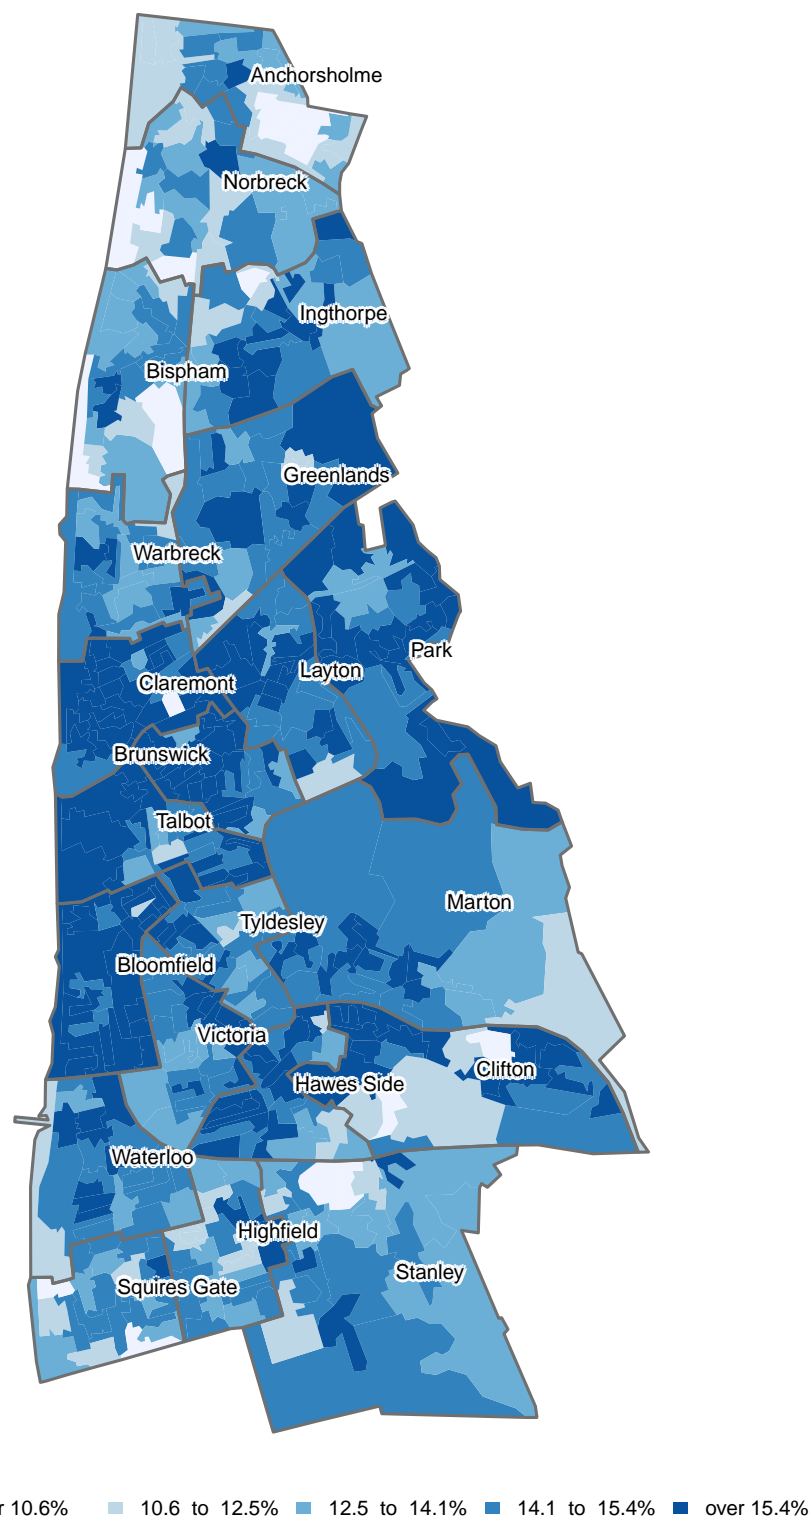 Anchorsholme
Norbreck
Ingthorpe
Bispham
Greenlands
Warbreck
Park
Layton
Claremont
Brunswick
Talbot
Marton
Tyldesley
Bloomfield
Victoria
Clifton
Hawes Side
Waterloo
Highfield
Stanley
Squires Gate
r 10.6% 10.6 to 12.5% 12.5 to 14.1% 14.1 to 15.4% over 15.4%